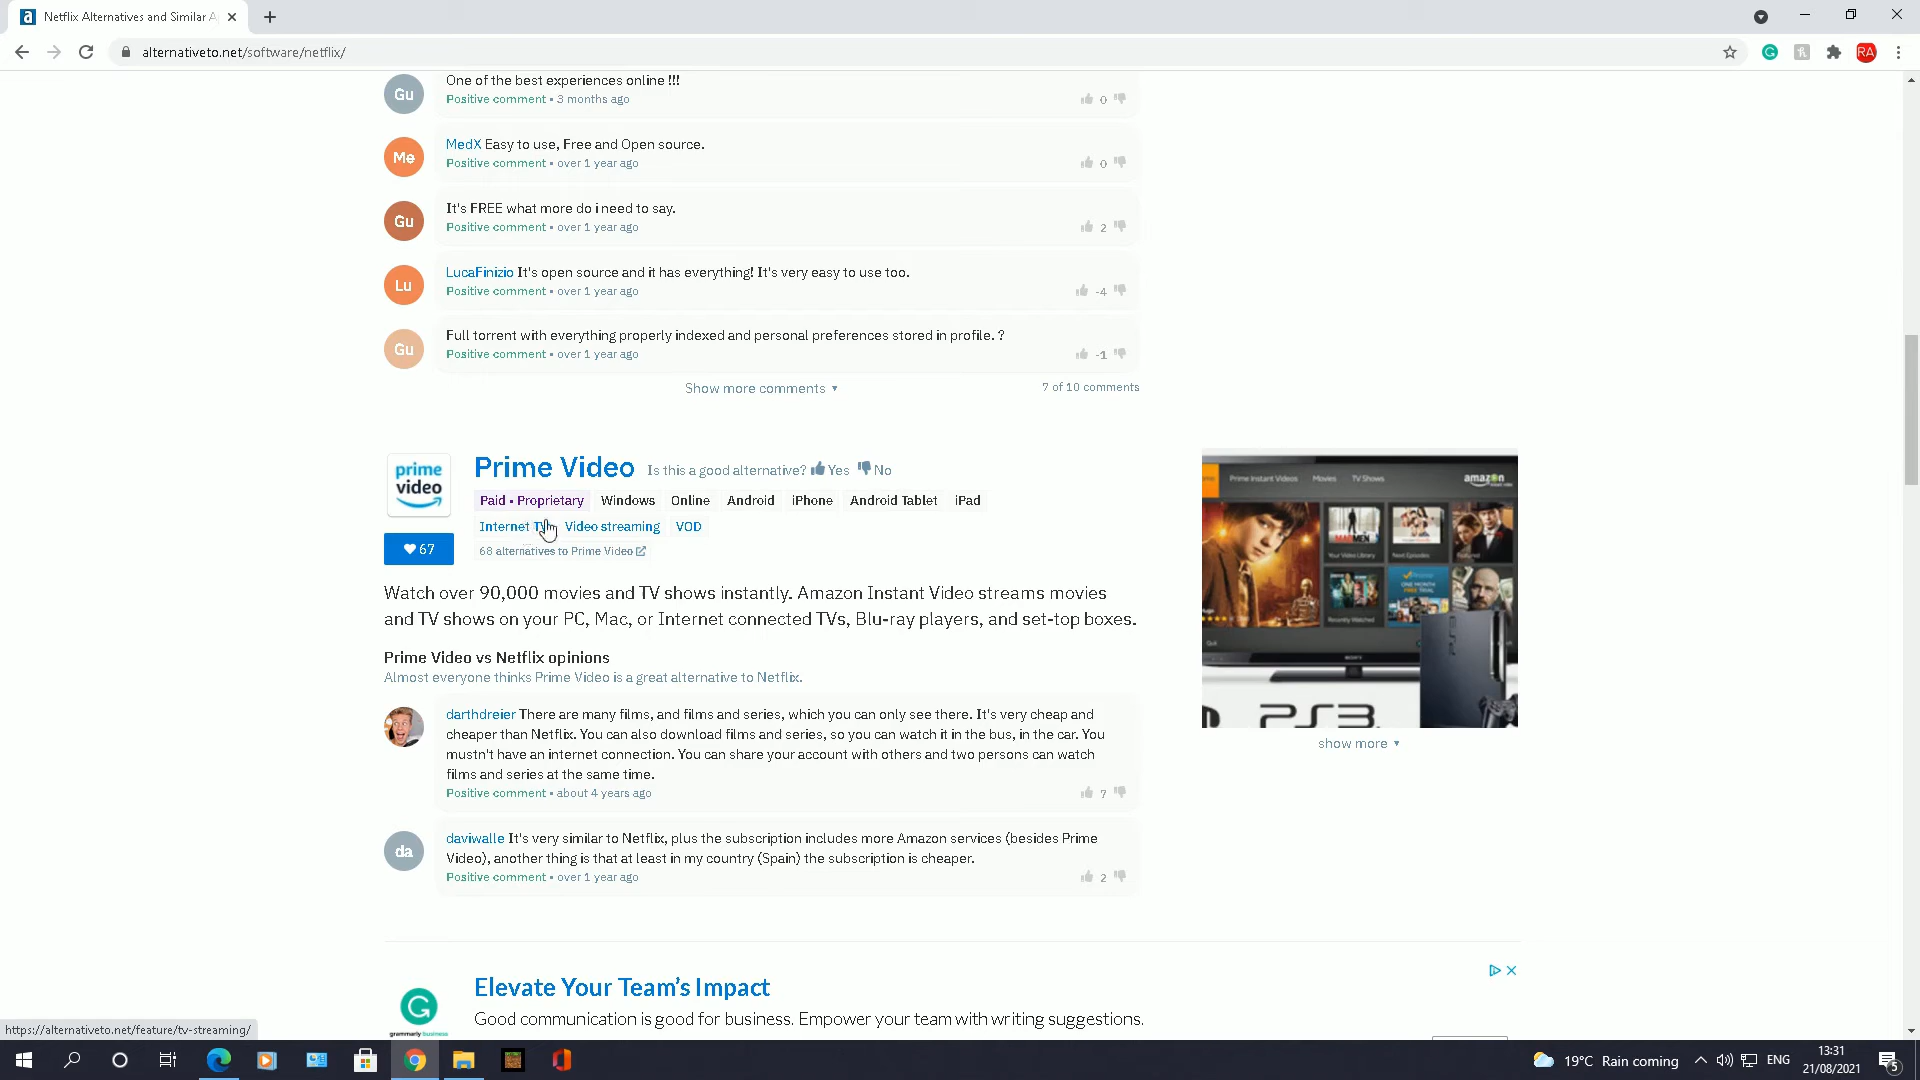 Netflix Alternatives and Similar A
alternativeto.net/software/netflix/
RA
One of the best experiences online !!!
Gu
Positive comment • 3 months ago
0
MedX Easy to use, Free and Open source.
Me
Positive comment • over 1 year ago
0
It's FREE what more do i need to say.
Gu
Positive comment • over 1 year ago
2
LucaFinizio It's open source and it has everything! It's very easy to use too.
Lu
Positive comment • over 1 year ago
-4
Full torrent with everything properly indexed and personal preferences stored in profile. ?
Gu
Positive comment • over 1 year ago
-1
Show more comments ▼
7 of 10 comments
prime
video
Prime Video Is this a good alternative? Yes No
Paid • Proprietary Windows Online Android iPhone Android Tablet iPad
Internet TV Video streaming VOD
67
68 alternatives to Prime Video
Watch over 90,000 movies and TV shows instantly. Amazon Instant Video streams movies
and TV shows on your PC, Mac, or Internet connected TVs, Blu-ray players, and set-top boxes.
Prime Instant Videos Movies TV Shows amazon
Your Video Library Next Episodes
Recently Watched
SONY
PS3
show more ▼
Prime Video vs Netflix opinions
Almost everyone thinks Prime Video is a great alternative to Netflix.
darthdreier There are many films, and films and series, which you can only see there. It's very cheap and
cheaper than Netflix. You can also download films and series, so you can watch it in the bus, in the car. You
mustn't have an internet connection. You can share your account with others and two persons can watch
films and series at the same time.
Positive comment • about 4 years ago
7
daviwalle It's very similar to Netflix, plus the subscription includes more Amazon services (besides Prime
da
Video), another thing is that at least in my country (Spain) the subscription is cheaper.
Positive comment • over 1 year ago
2
Elevate Your Team's Impact
Good communication is good for business. Empower your team with writing suggestions.
G
grammarly business
https://alternativeto.net/feature/tv-streaming/
19°C Rain coming
ENG
13:31
21/08/2021
5